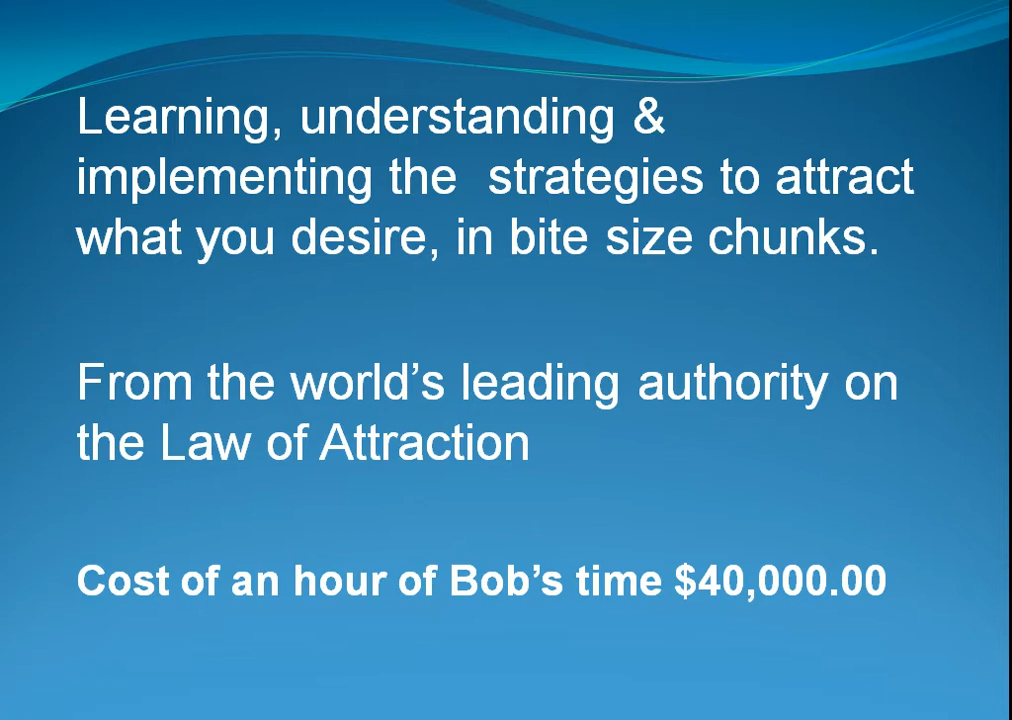 Learning, understanding &
implementing the  strategies to attract
what you desire, in bite size chunks.
From the world’s leading authority on
the Law of Attraction
Cost of an hour of Bob’s time $40,000.00